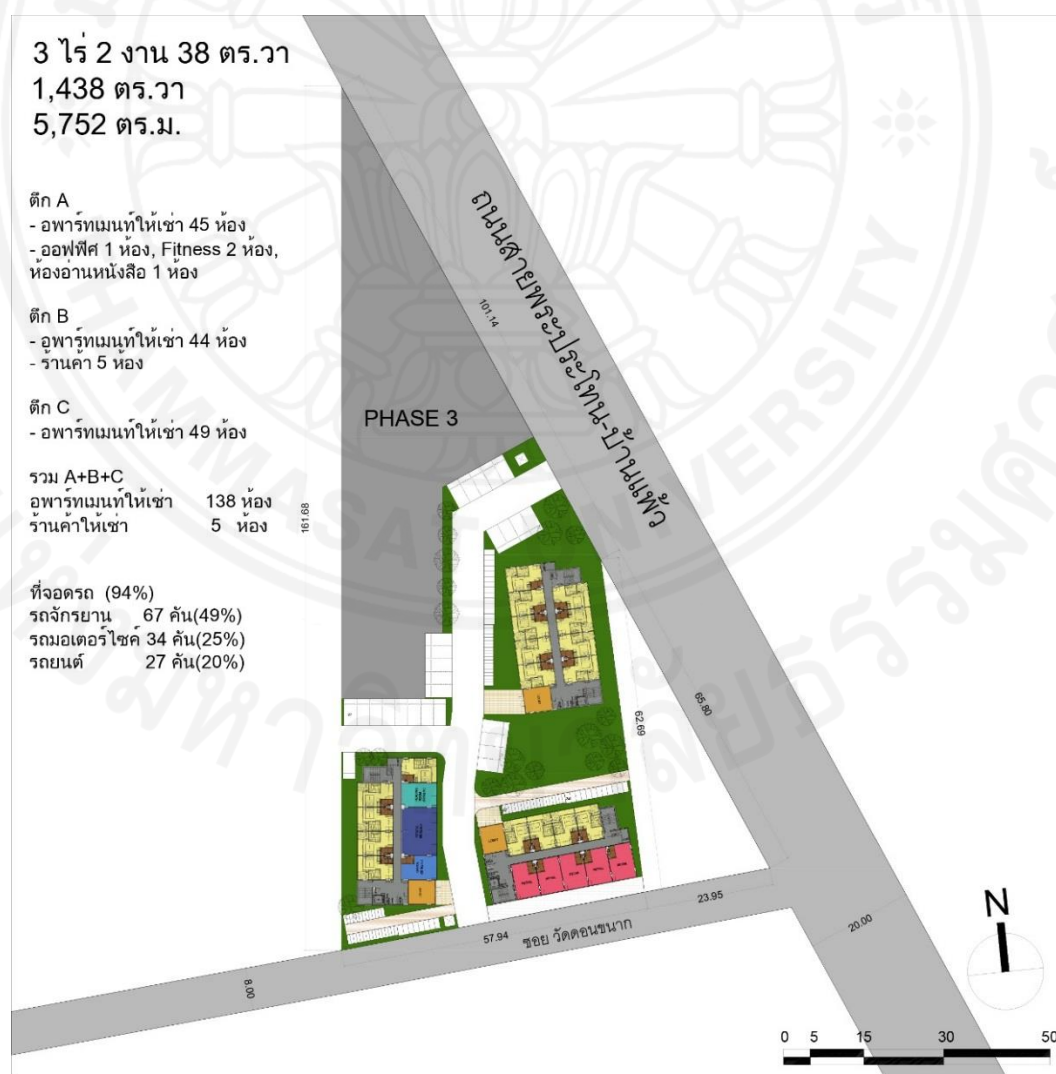 3 ไร่ 2 งาน 38 ตร.วา
1,438 ตร.วา
5,752 ตร.ม.
ตึก A
- อพาร์ทเมนท์ให้เช่า 45 ห้อง
- ออฟฟิศ 1 ห้อง, Fitness 2 ห้อง,
ห้องอ่านหนังสือ 1 ห้อง
ตึก B
- อพาร์ทเมนท์ให้เช่า 44 ห้อง
- ร้านค้า 5 ห้อง
ตึก C
- อพาร์ทเมนท์ให้เช่า 49 ห้อง
รวม A+B+C
อพาร์ทเมนท์ให้เช่า 138 ห้อง
ร้านค้าให้เช่า 5 ห้อง
ที่จอดรถ (94%)
รถจักรยาน 67 คัน(49%)
รถมอเตอร์ไซค์ 34 คัน(25%)
รถยนต์ 27 คัน(20%)
161.68
101.14
ถนนสายพระประโทน-บ้านแพ้ว
PHASE 3
62.69
65.80
23.95
57.94
ซอย วัดดอนขนาก
8.00
20.00
N
0 5 15 30 50
THAMMASAT UNIVERSITY